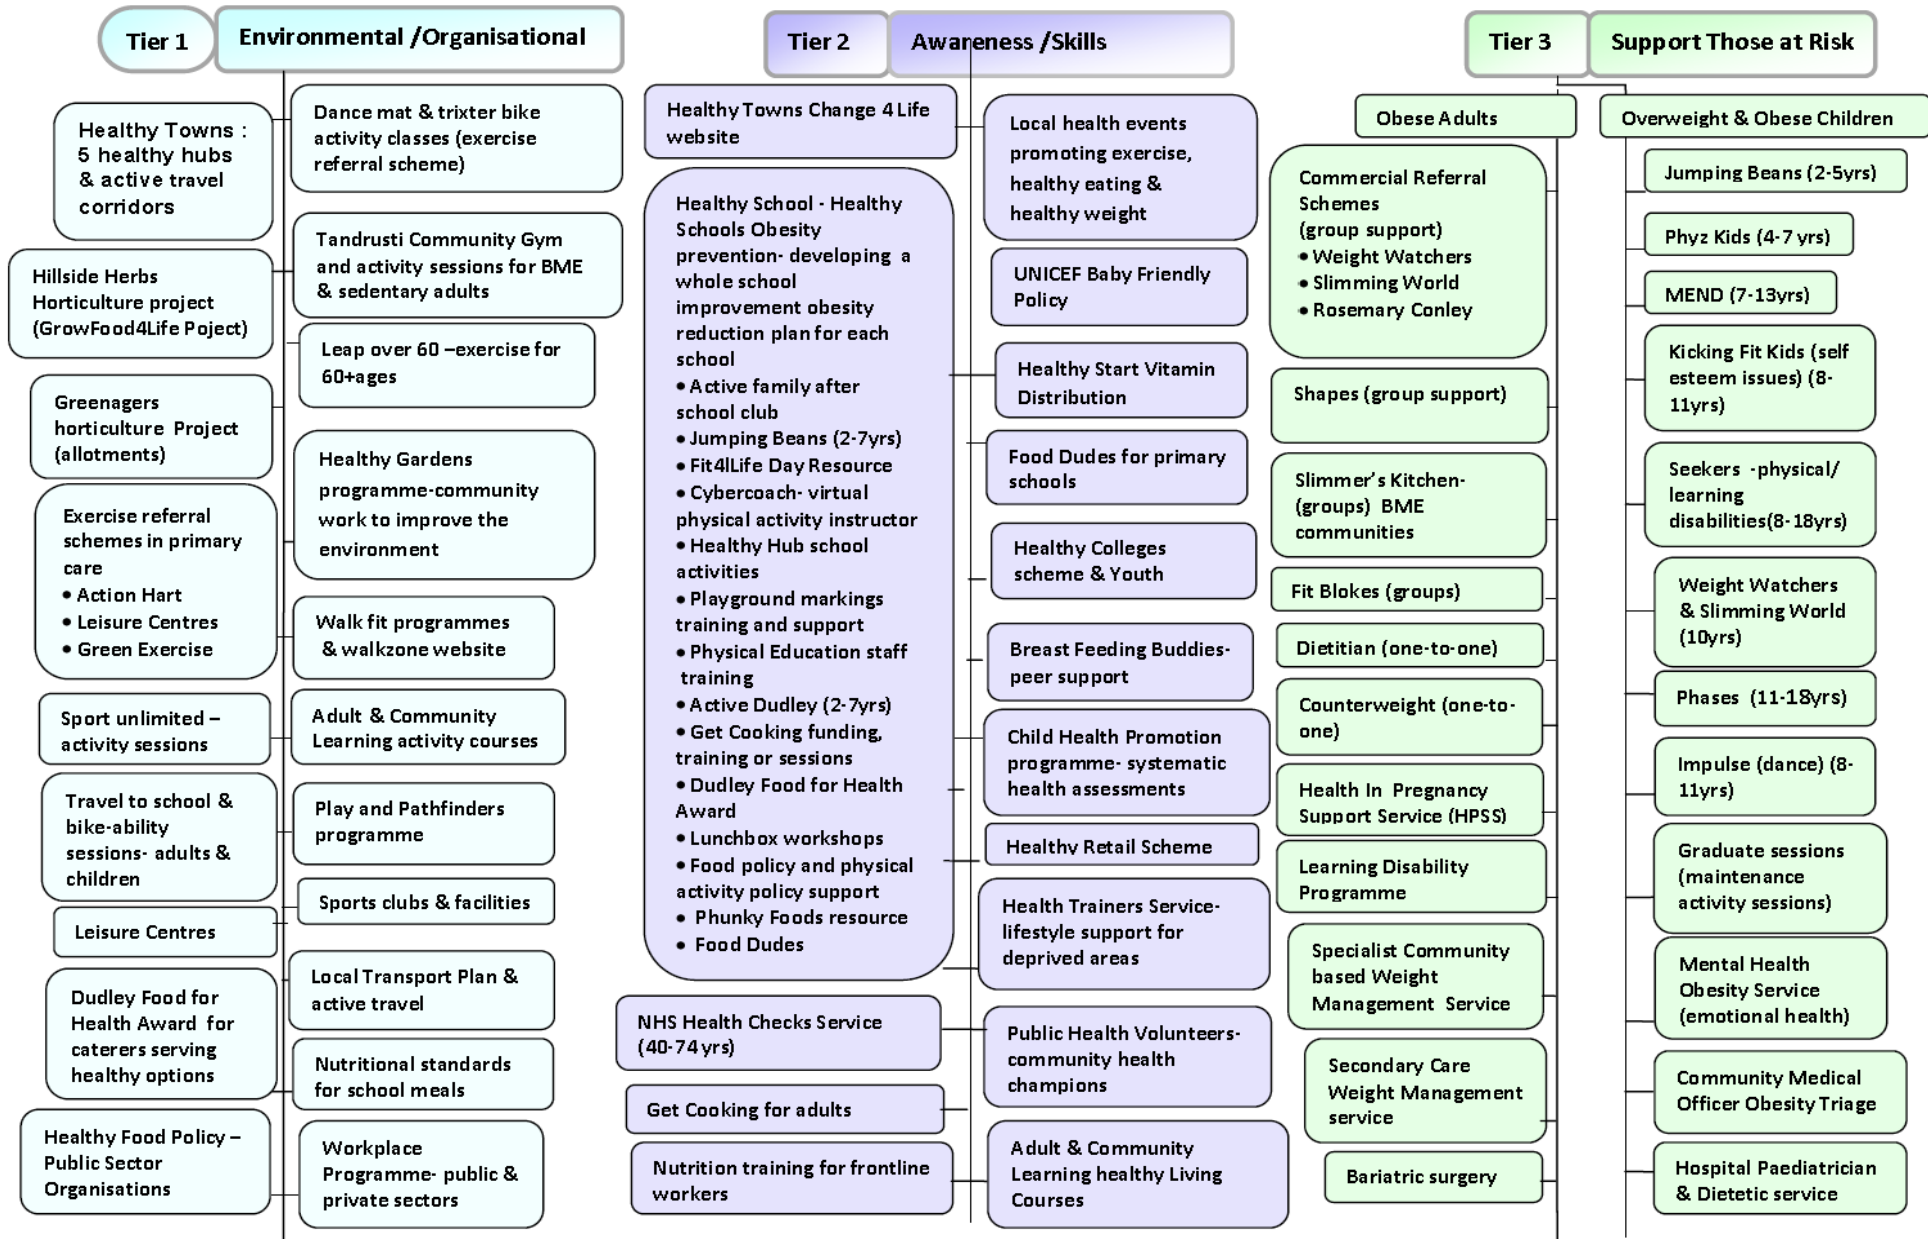 Tier 1
Environmental /Organisational
Healthy Towns :
5 healthy hubs
& active travel
corridors
Hillside Herbs
Horticulture project
(GrowFood4Life Poject)
Greenagers
horticulture Project
(allotments)
Exercise referral
schemes in primary
care
• Action Hart
• Leisure Centres
• Green Exercise
Sport unlimited –
activity sessions
Travel to school &
bike-ability
sessions- adults &
children
Leisure Centres
Dudley Food for
Health Award for
caterers serving
healthy options
Healthy Food Policy –
Public Sector
Organisations
Dance mat & trixter bike
activity classes (exercise
referral scheme)
Tandrusti Community Gym
and activity sessions for BME
& sedentary adults
Leap over 60 –exercise for
60+ages
Healthy Gardens
programme-community
work to improve the
environment
Walk fit programmes
& walkzone website
Adult & Community
Learning activity courses
Play and Pathfinders
programme
Sports clubs & facilities
Local Transport Plan &
active travel
Nutritional standards
for school meals
Workplace
Programme- public &
private sectors
Tier 2
Awareness /Skills
Healthy Towns Change 4 Life
website
Healthy School - Healthy
Schools Obesity
prevention- developing a
whole school
improvement obesity
reduction plan for each
school
• Active family after
school club
• Jumping Beans (2-7yrs)
• Fit4lLife Day Resource
• Cybercoach- virtual
physical activity instructor
• Healthy Hub school
activities
• Playground markings
training and support
• Physical Education staff
training
• Active Dudley (2-7yrs)
• Get Cooking funding,
training or sessions
• Dudley Food for Health
Award
• Lunchbox workshops
• Food policy and physical
activity policy support
• Phunky Foods resource
• Food Dudes
NHS Health Checks Service
(40-74 yrs)
Get Cooking for adults
Nutrition training for frontline
workers
Local health events
promoting exercise,
healthy eating &
healthy weight
UNICEF Baby Friendly
Policy
Healthy Start Vitamin
Distribution
Food Dudes for primary
schools
Healthy Colleges
scheme & Youth
Breast Feeding Buddies-
peer support
Child Health Promotion
programme- systematic
health assessments
Healthy Retail Scheme
Health Trainers Service-
lifestyle support for
deprived areas
Public Health Volunteers-
community health
champions
Adult & Community
Learning healthy Living
Courses
Tier 3
Support Those at Risk
Obese Adults
Commercial Referral
Schemes
(group support)
• Weight Watchers
• Slimming World
• Rosemary Conley
Shapes (group support)
Slimmer's Kitchen-
(groups) BME
communities
Fit Blokes (groups)
Dietitian (one-to-one)
Counterweight (one-to-
one)
Health In Pregnancy
Support Service (HPSS)
Learning Disability
Programme
Specialist Community
based Weight
Management Service
Secondary Care
Weight Management
service
Bariatric surgery
Overweight & Obese Children
Jumping Beans (2-5yrs)
Phyz Kids (4-7 yrs)
MEND (7-13yrs)
Kicking Fit Kids (self
esteem issues) (8-
11yrs)
Seekers -physical/
learning
disabilities(8-18yrs)
Weight Watchers
& Slimming World
(10yrs)
Phases (11-18yrs)
Impulse (dance) (8-
11yrs)
Graduate sessions
(maintenance
activity sessions)
Mental Health
Obesity Service
(emotional health)
Community Medical
Officer Obesity Triage
Hospital Paediatrician
& Dietetic service